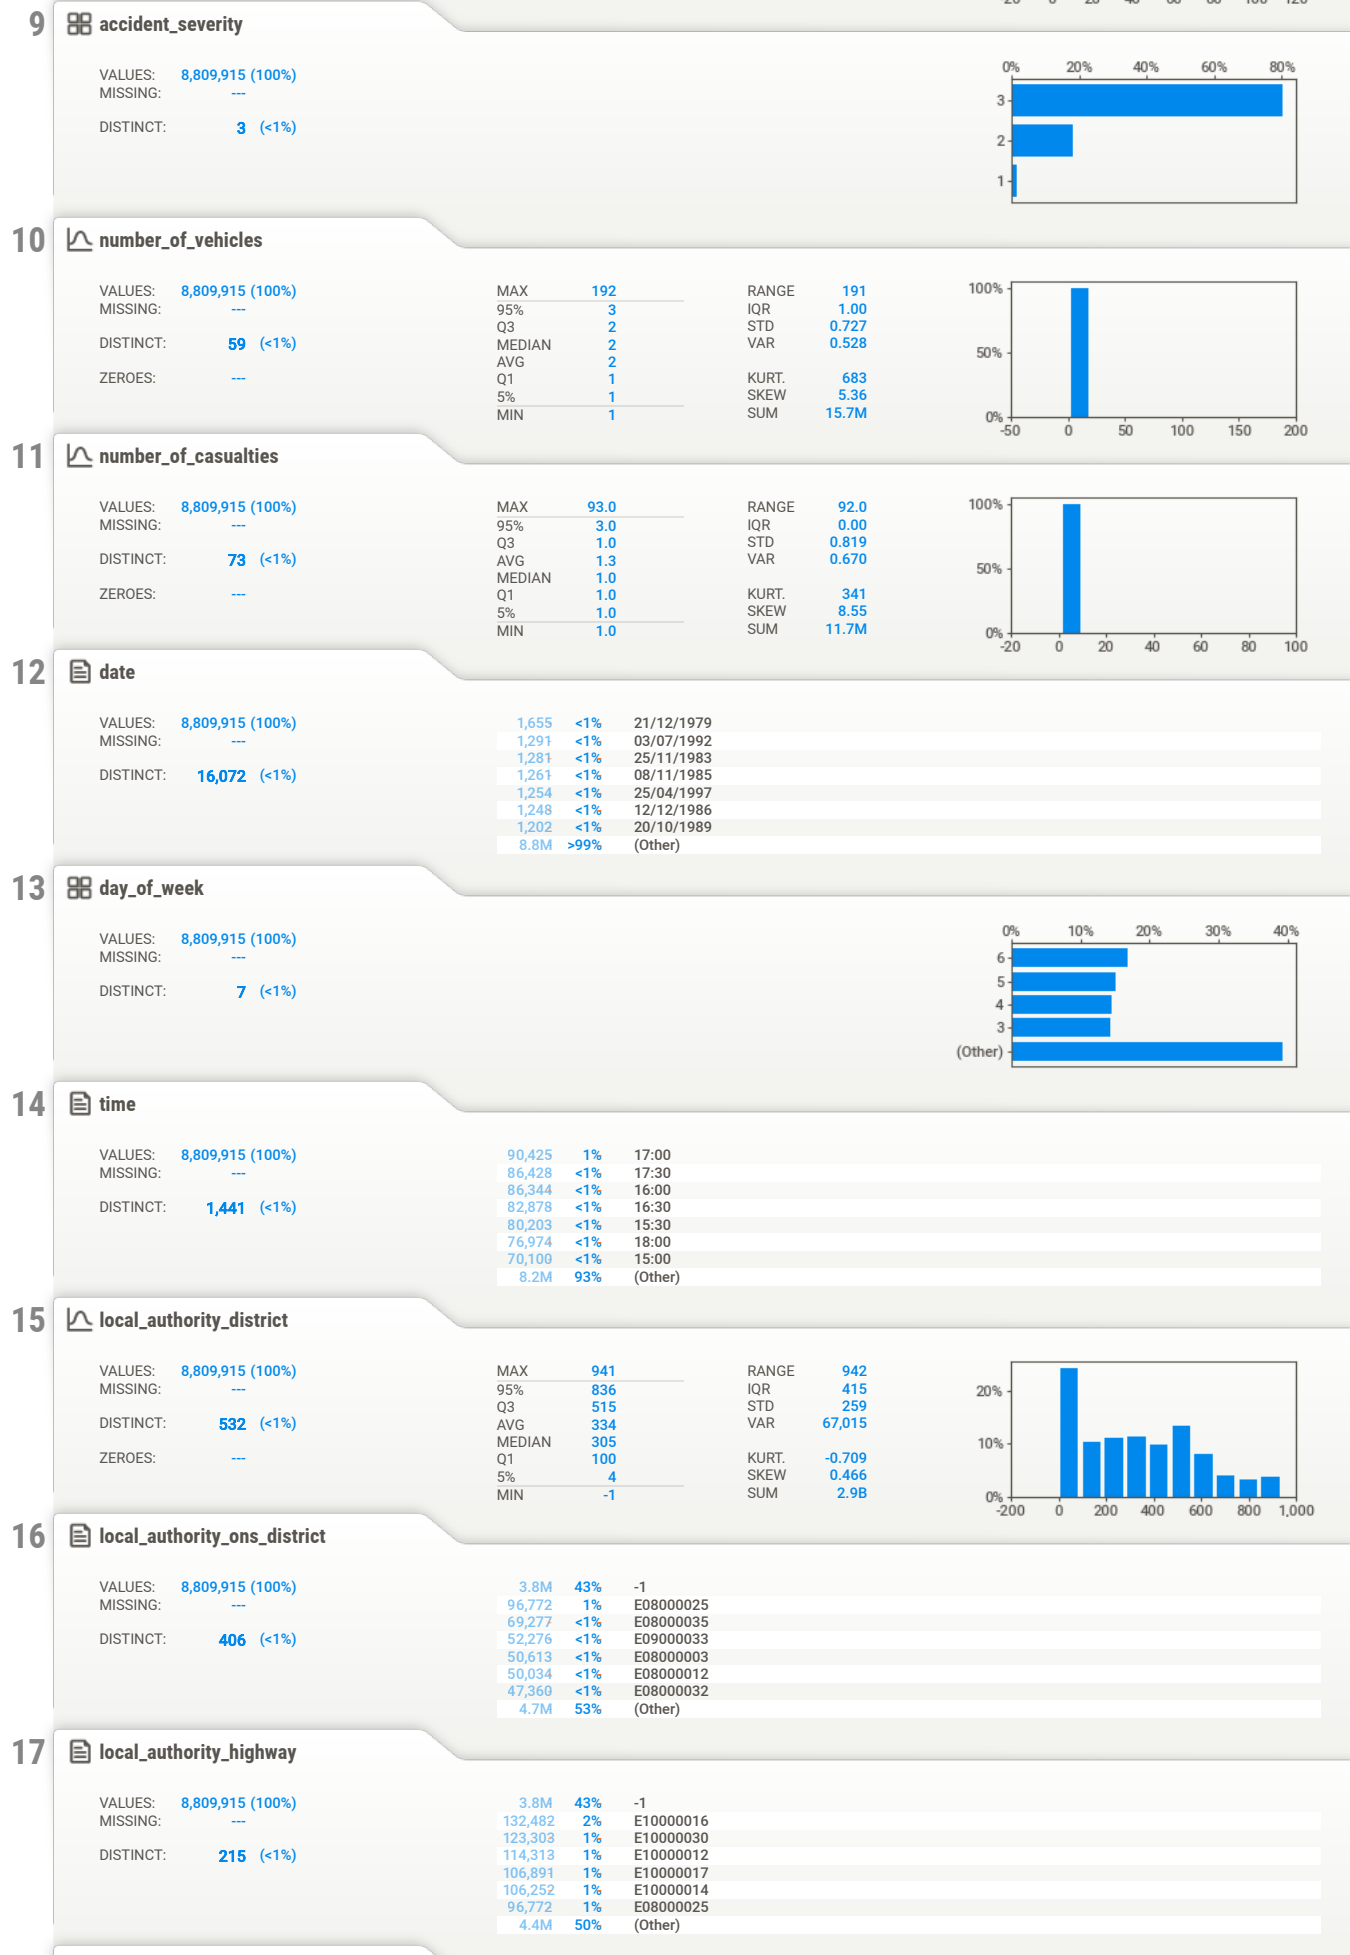 -20 0 20 40 60 80 100 120
9 accident_severity
VALUES: 8,809,915 (100%)
MISSING: ---
DISTINCT: 3 (<1%)
0% 20% 40% 60% 80%
3
2
1
10 number_of_vehicles
VALUES: 8,809,915 (100%)
MISSING: ---
DISTINCT: 59 (<1%)
ZEROES: ---
MAX 192
95% 3
Q3 2
MEDIAN 2
AVG 2
Q1 1
5% 1
MIN 1
RANGE 191
IQR 1.00
STD 0.727
VAR 0.528
KURT. 683
SKEW 5.36
SUM 15.7M
100%
50%
0%
-50 0 50 100 150 200
11 number_of_casualties
VALUES: 8,809,915 (100%)
MISSING: ---
DISTINCT: 73 (<1%)
ZEROES: ---
MAX 93.0
95% 3.0
Q3 1.0
AVG 1.3
MEDIAN 1.0
Q1 1.0
5% 1.0
MIN 1.0
RANGE 92.0
IQR 0.00
STD 0.819
VAR 0.670
KURT. 341
SKEW 8.55
SUM 11.7M
100%
50%
0%
-20 0 20 40 60 80 100
12 date
VALUES: 8,809,915 (100%)
MISSING: ---
DISTINCT: 16,072 (<1%)
1,655 <1% 21/12/1979
1,291 <1% 03/07/1992
1,281 <1% 25/11/1983
1,261 <1% 08/11/1985
1,254 <1% 25/04/1997
1,248 <1% 12/12/1986
1,202 <1% 20/10/1989
8.8M >99% (Other)
13 day_of_week
VALUES: 8,809,915 (100%)
MISSING: ---
DISTINCT: 7 (<1%)
0% 10% 20% 30% 40%
6
5
4
3
(Other)
14 time
VALUES: 8,809,915 (100%)
MISSING: ---
DISTINCT: 1,441 (<1%)
90,425 1% 17:00
86,428 <1% 17:30
86,344 <1% 16:00
82,878 <1% 16:30
80,203 <1% 15:30
76,974 <1% 18:00
70,100 <1% 15:00
8.2M 93% (Other)
15 local_authority_district
VALUES: 8,809,915 (100%)
MISSING: ---
DISTINCT: 532 (<1%)
ZEROES: ---
MAX 941
95% 836
Q3 515
AVG 334
MEDIAN 305
Q1 100
5% 4
MIN -1
RANGE 942
IQR 415
STD 259
VAR 67,015
KURT. -0.709
SKEW 0.466
SUM 2.9B
20%
10%
0%
-200 0 200 400 600 800 1,000
16 local_authority_ons_district
VALUES: 8,809,915 (100%)
MISSING: ---
DISTINCT: 406 (<1%)
3.8M 43% -1
96,772 1% E08000025
69,277 <1% E08000035
52,276 <1% E09000033
50,613 <1% E08000003
50,034 <1% E08000012
47,360 <1% E08000032
4.7M 53% (Other)
17 local_authority_highway
VALUES: 8,809,915 (100%)
MISSING: ---
DISTINCT: 215 (<1%)
3.8M 43% -1
132,482 2% E10000016
123,303 1% E10000030
114,313 1% E10000012
106,891 1% E10000017
106,252 1% E10000014
96,772 1% E08000025
4.4M 50% (Other)